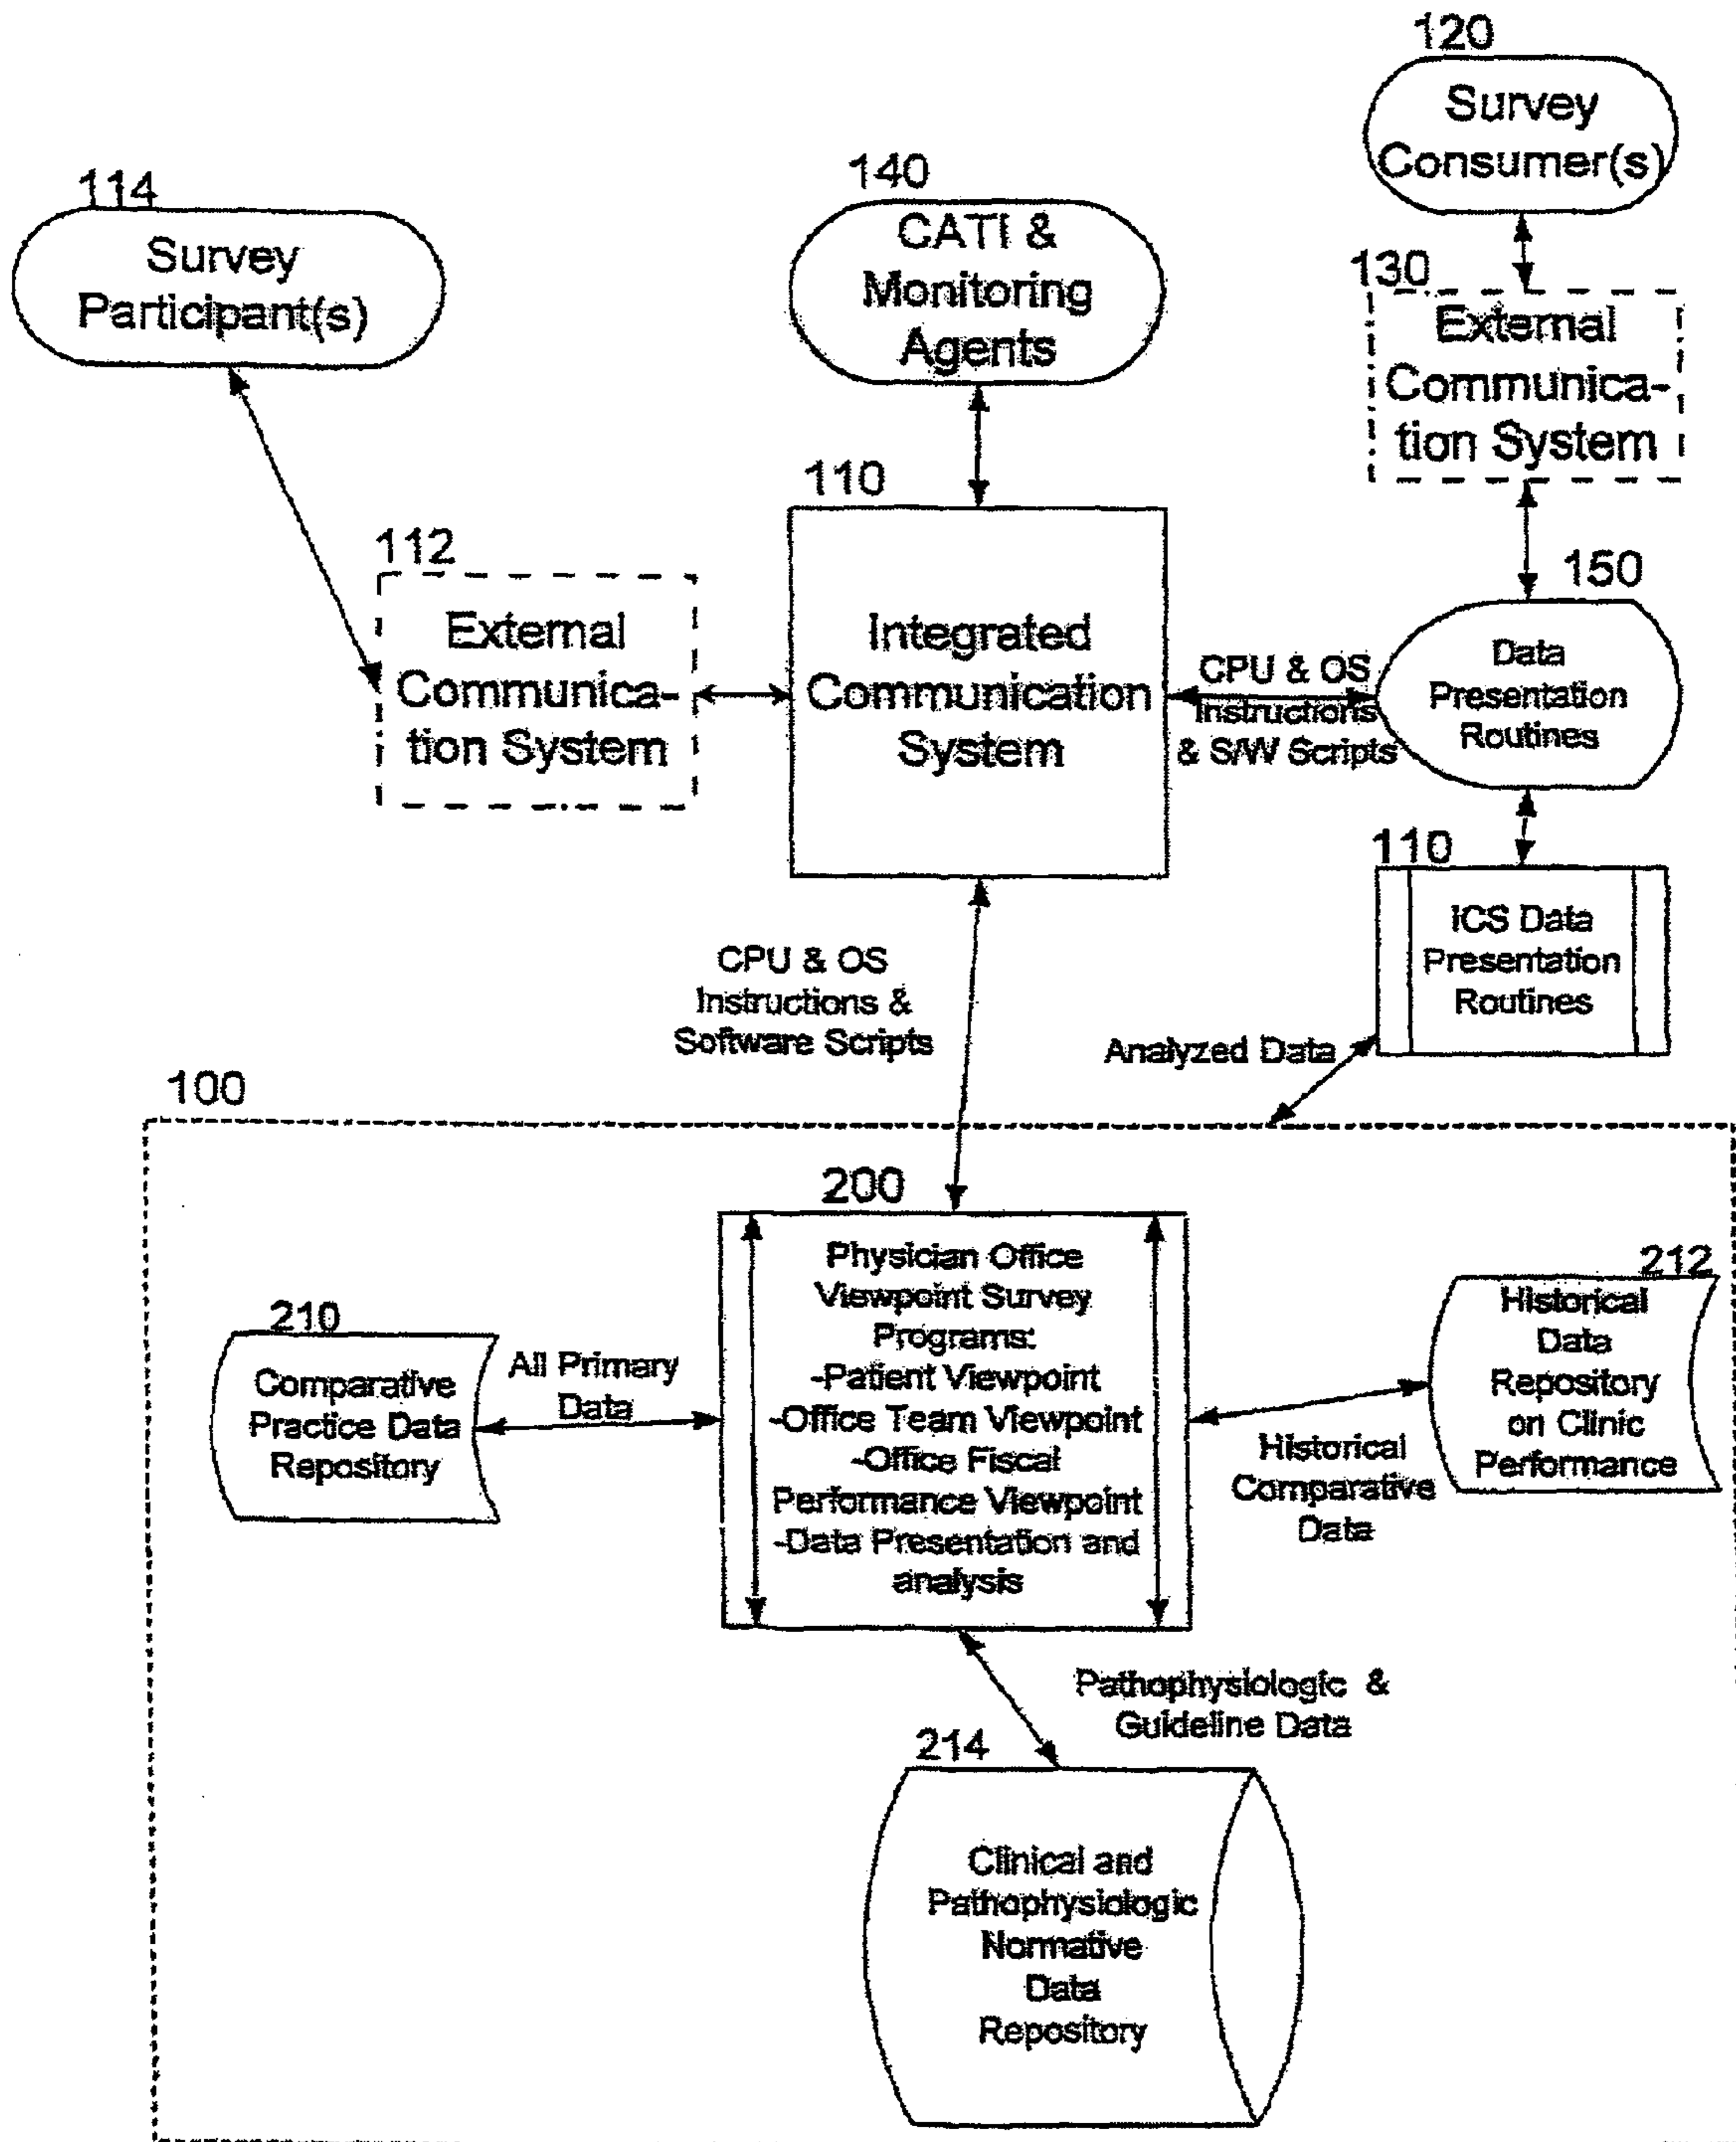 120
Survey
Consumer(s)
114
Survey
Participant(s)
140
CATI &
Monitoring
Agents
130
External
Communica-
tion System
112
External
Communica-
tion System
110
Integrated
Communication
System
CPU & OS
Instructions
& S/W Scripts
150
Data
Presentation
Routines
110
ICS Data
Presentation
Routines
CPU & OS
Instructions &
Software Scripts
Analyzed Data
100
200
Physician Office
Viewpoint Survey
Programs:
-Patient Viewpoint
-Office Team Viewpoint
-Office Fiscal
Performance Viewpoint
-Data Presentation and
analysis
210
Comparative
Practice Data
Repository
All Primary
Data
212
Historical
Data
Repository
on Clinic
Performance
Historical
Comparative
Data
Pathophysiologic &
Guideline Data
214
Clinical and
Pathophysiologic
Normative
Data
Repository